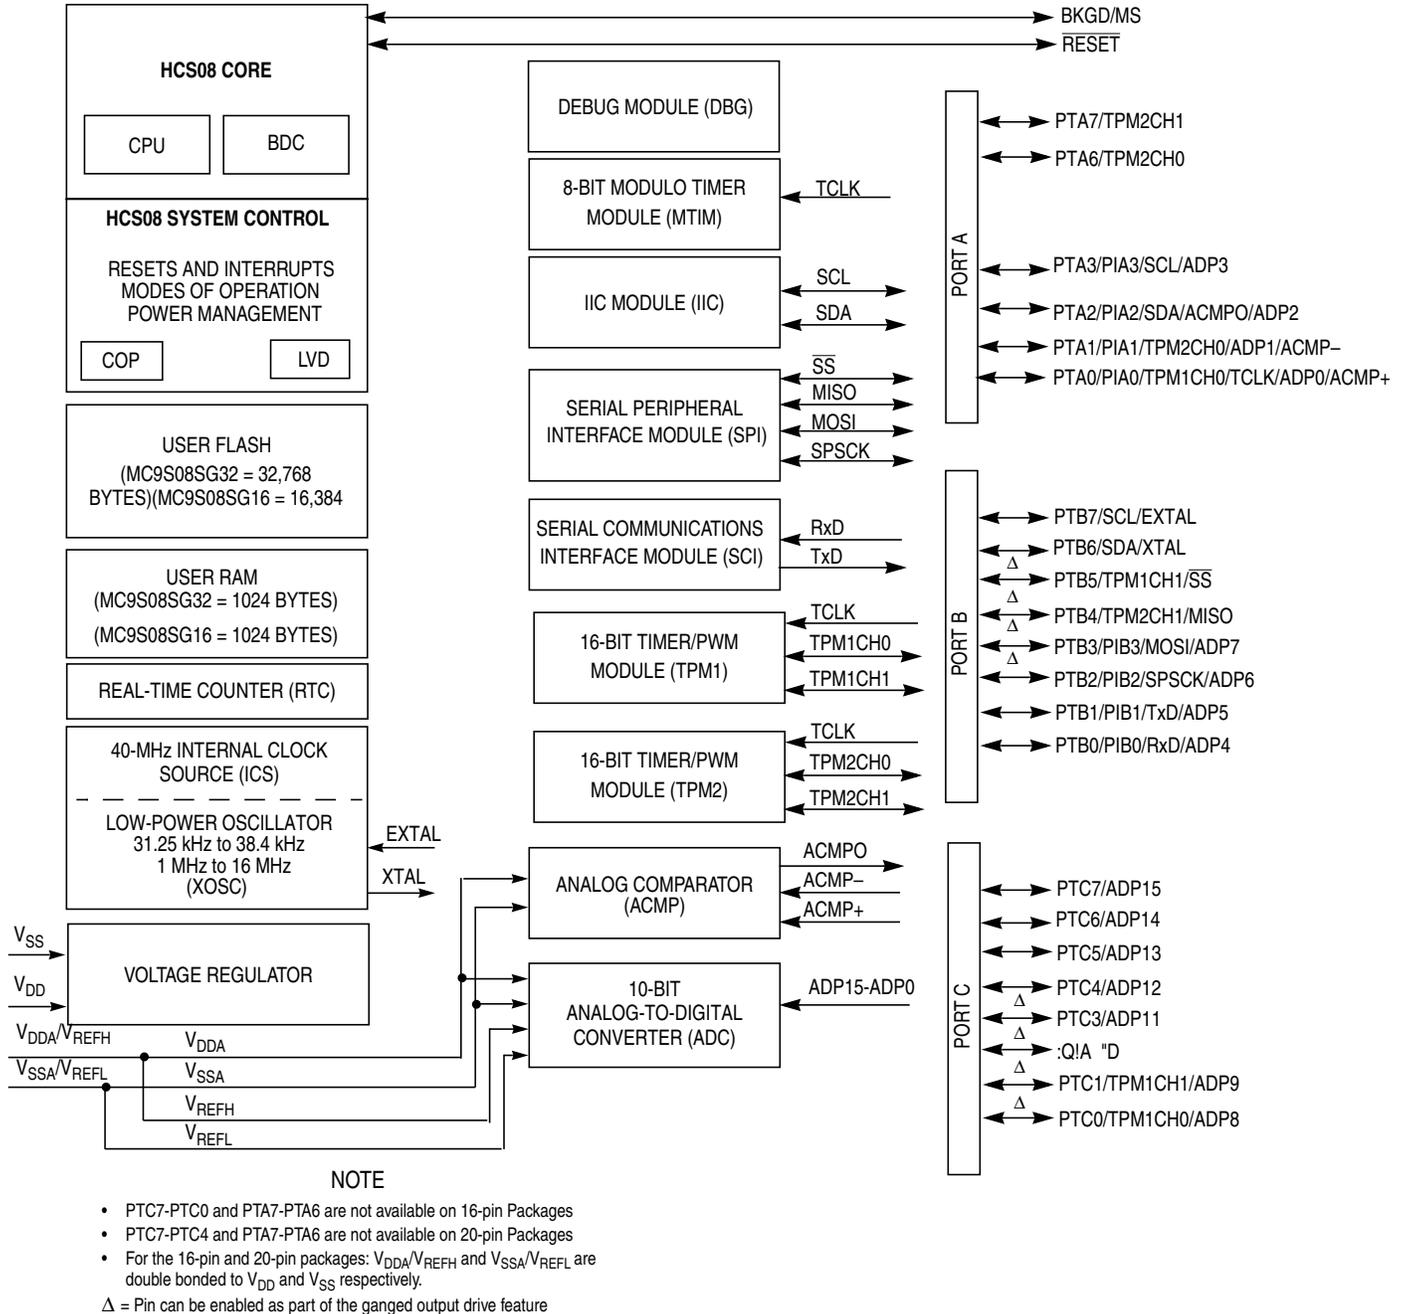 BKGD/MS
RESET
HCS08 CORE
CPU
BDC
HCS08 SYSTEM CONTROL
RESETS AND INTERRUPTS
MODES OF OPERATION
POWER MANAGEMENT
COP
LVD
USER FLASH
(MC9S08SG32 = 32,768
BYTES)(MC9S08SG16 = 16,384
USER RAM
(MC9S08SG32 = 1024 BYTES)
(MC9S08SG16 = 1024 BYTES)
REAL-TIME COUNTER (RTC)
40-MHz INTERNAL CLOCK
SOURCE (ICS)
LOW-POWER OSCILLATOR
31.25 kHz to 38.4 kHz
1 MHz to 16 MHz
(XOSC)
EXTAL
XTAL
VSS
VDD
VOLTAGE REGULATOR
VDDA/VREFH
VSSA/VREFL
VDDA
VSSA
VREFH
VREFL
DEBUG MODULE (DBG)
8-BIT MODULO TIMER
MODULE (MTIM)
TCLK
IIC MODULE (IIC)
SCL
SDA
SERIAL PERIPHERAL
INTERFACE MODULE (SPI)
SS
MISO
MOSI
SPSCK
SERIAL COMMUNICATIONS
INTERFACE MODULE (SCI)
RxD
TxD
16-BIT TIMER/PWM
MODULE (TPM1)
TCLK
TPM1CH0
TPM1CH1
16-BIT TIMER/PWM
MODULE (TPM2)
TCLK
TPM2CH0
TPM2CH1
ANALOG COMPARATOR
(ACMP)
ACMPO
ACMP–
ACMP+
10-BIT
ANALOG-TO-DIGITAL
CONVERTER (ADC)
ADP15-ADP0
PORT A
PTA7/TPM2CH1
PTA6/TPM2CH0
PTA3/PIA3/SCL/ADP3
PTA2/PIA2/SDA/ACMPO/ADP2
PTA1/PIA1/TPM2CH0/ADP1/ACMP–
PTA0/PIA0/TPM1CH0/TCLK/ADP0/ACMP+
PORT B
PTB7/SCL/EXTAL
PTB6/SDA/XTAL
Δ
PTB5/TPM1CH1/SS
Δ
PTB4/TPM2CH1/MISO
Δ
PTB3/PIB3/MOSI/ADP7
Δ
PTB2/PIB2/SPSCK/ADP6
PTB1/PIB1/TxD/ADP5
PTB0/PIB0/RxD/ADP4
PORT C
PTC7/ADP15
PTC6/ADP14
PTC5/ADP13
PTC4/ADP12
Δ
PTC3/ADP11
Δ
:Q!A "D
Δ
PTC1/TPM1CH1/ADP9
Δ
PTC0/TPM1CH0/ADP8
NOTE
• PTC7-PTC0 and PTA7-PTA6 are not available on 16-pin Packages
• PTC7-PTC4 and PTA7-PTA6 are not available on 20-pin Packages
• For the 16-pin and 20-pin packages: VDDA/VREFH and VSSA/VREFL are
double bonded to VDD and VSS respectively.
Δ = Pin can be enabled as part of the ganged output drive feature